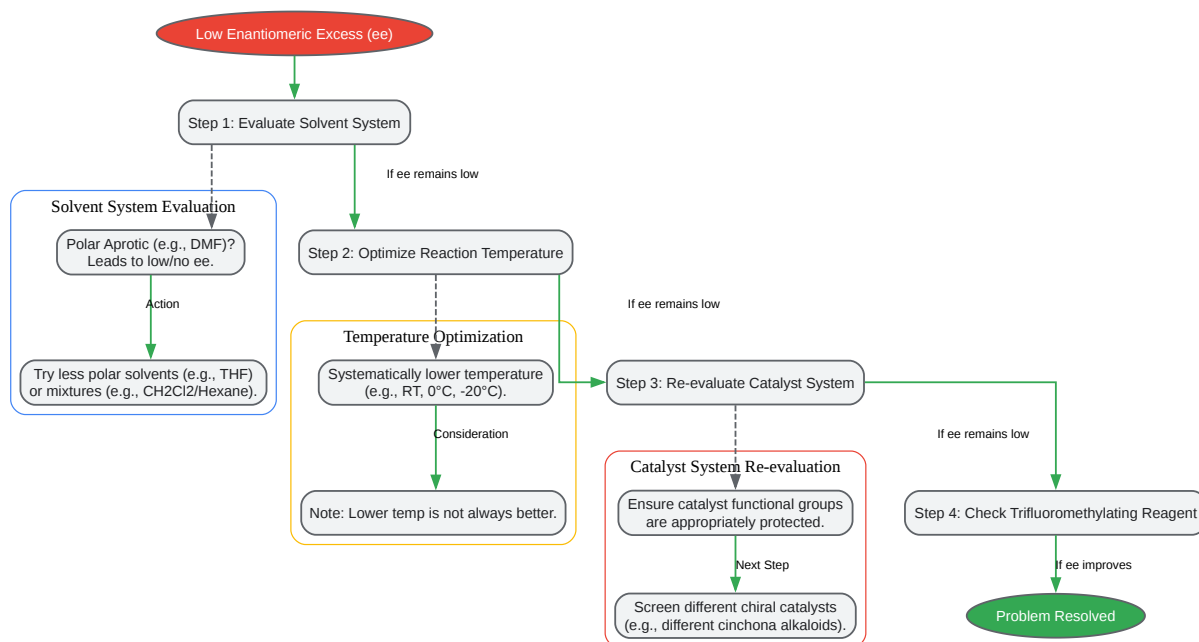 Low Enantiomeric Excess (ee)
Step 1: Evaluate Solvent System
If ee remains low
Solvent System Evaluation
Polar Aprotic (e.g., DMF)?
Leads to low/no ee.
Action
Try less polar solvents (e.g., THF)
or mixtures (e.g., CH2Cl2/Hexane).
Step 2: Optimize Reaction Temperature
If ee remains low
Temperature Optimization
Systematically lower temperature
(e.g., RT, 0°C, -20°C).
Consideration
Note: Lower temp is not always better.
Step 3: Re-evaluate Catalyst System
If ee remains low
Catalyst System Re-evaluation
Ensure catalyst functional groups
are appropriately protected.
Next Step
Screen different chiral catalysts
(e.g., different cinchona alkaloids).
Step 4: Check Trifluoromethylating Reagent
If ee improves
Problem Resolved